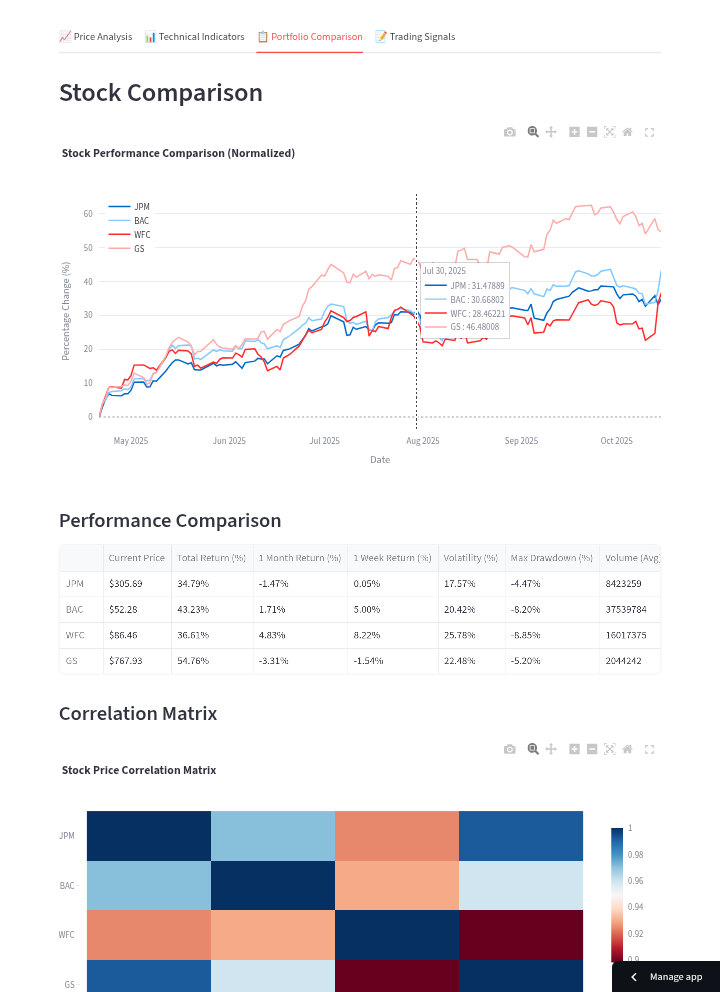 📈 Price Analysis 📊 Technical Indicators 📋 Portfolio Comparison 📝 Trading Signals
Stock Comparison
Stock Performance Comparison (Normalized)
JPM
BAC
WFC
GS
60
50
40
30
20
10
0
Percentage Change (%)
Jul 30, 2025
JPM : 31.47889
BAC : 30.66802
WFC : 28.46221
GS : 46.48008
May 2025 Jun 2025 Jul 2025 Aug 2025 Sep 2025 Oct 2025
Date
Performance Comparison
Current Price Total Return (%) 1 Month Return (%) 1 Week Return (%) Volatility (%) Max Drawdown (%) Volume (Avg)
JPM $305.69 34.79% -1.47% 0.05% 17.57% -4.47% 8423259
BAC $52.28 43.23% 1.71% 5.00% 20.42% -8.20% 37539784
WFC $86.46 36.61% 4.83% 8.22% 25.78% -8.85% 16017375
GS $767.93 54.76% -3.31% -1.54% 22.48% -5.20% 2044242
Correlation Matrix
Stock Price Correlation Matrix
JPM
BAC
WFC
GS
1
0.98
0.96
0.94
0.92
0.9
Manage app